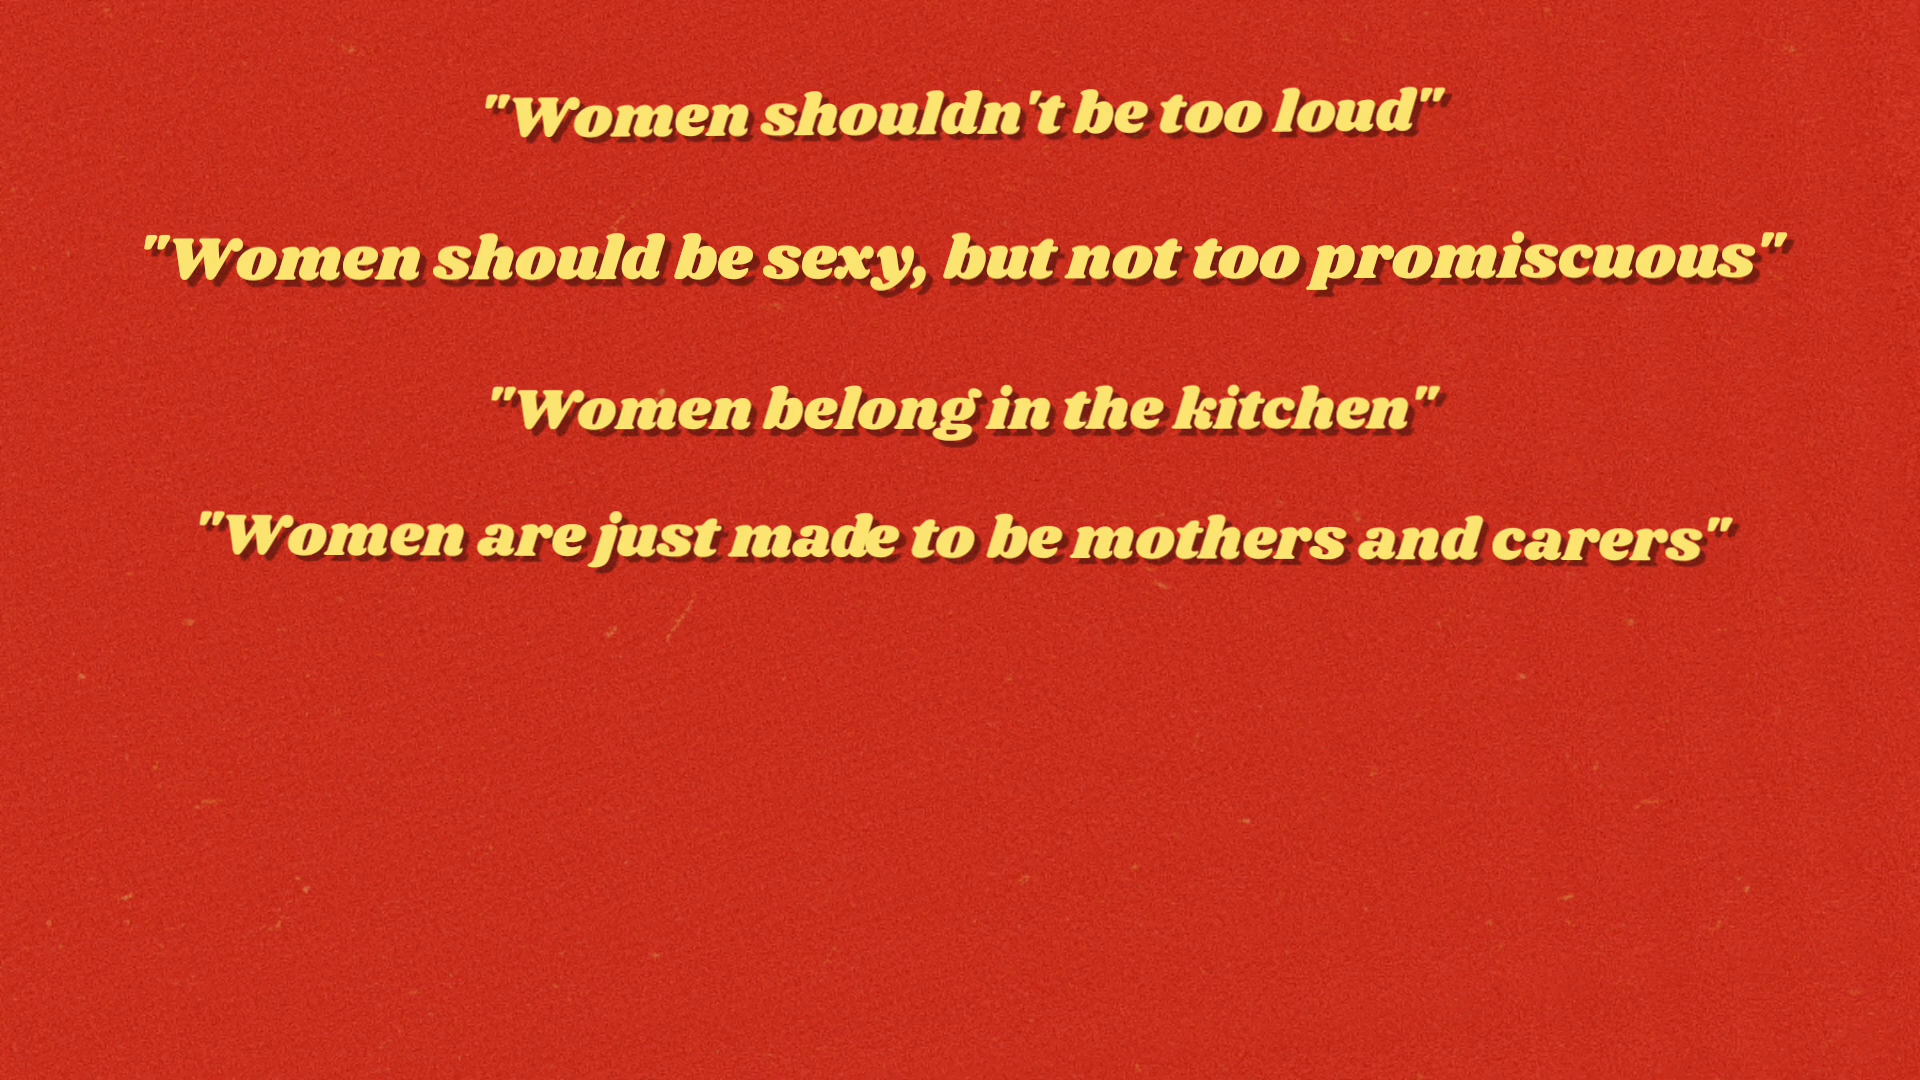 "Women shouldn't be too loud"
"Women should be sexy, but not too promiscuous"
"Women belong in the kitchen"
"Women are just made to be mothers and carers"